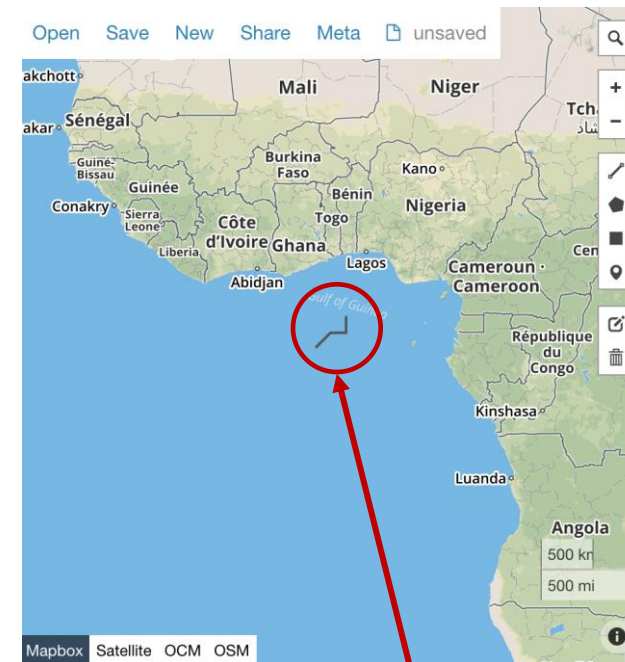 Open Save New Share Meta unsaved
akchott
Mali
Niger
Tch
تشاد
akar
Sénégal
Guiné-
Bissau
Burkina
Faso
Kano
Guinée
Bénin
Conakry
Sierra
Leone
Togo
Nigeria
Côte
d'Ivoire
Ghana
Liberia
Lagos
Cen
Abidjan
Cameroun -
Cameroon
Gulf of Guinea
République
du
Congo
Kinshasa
Luanda
Angola
500 km
500 mi
Mapbox Satellite OCM OSM